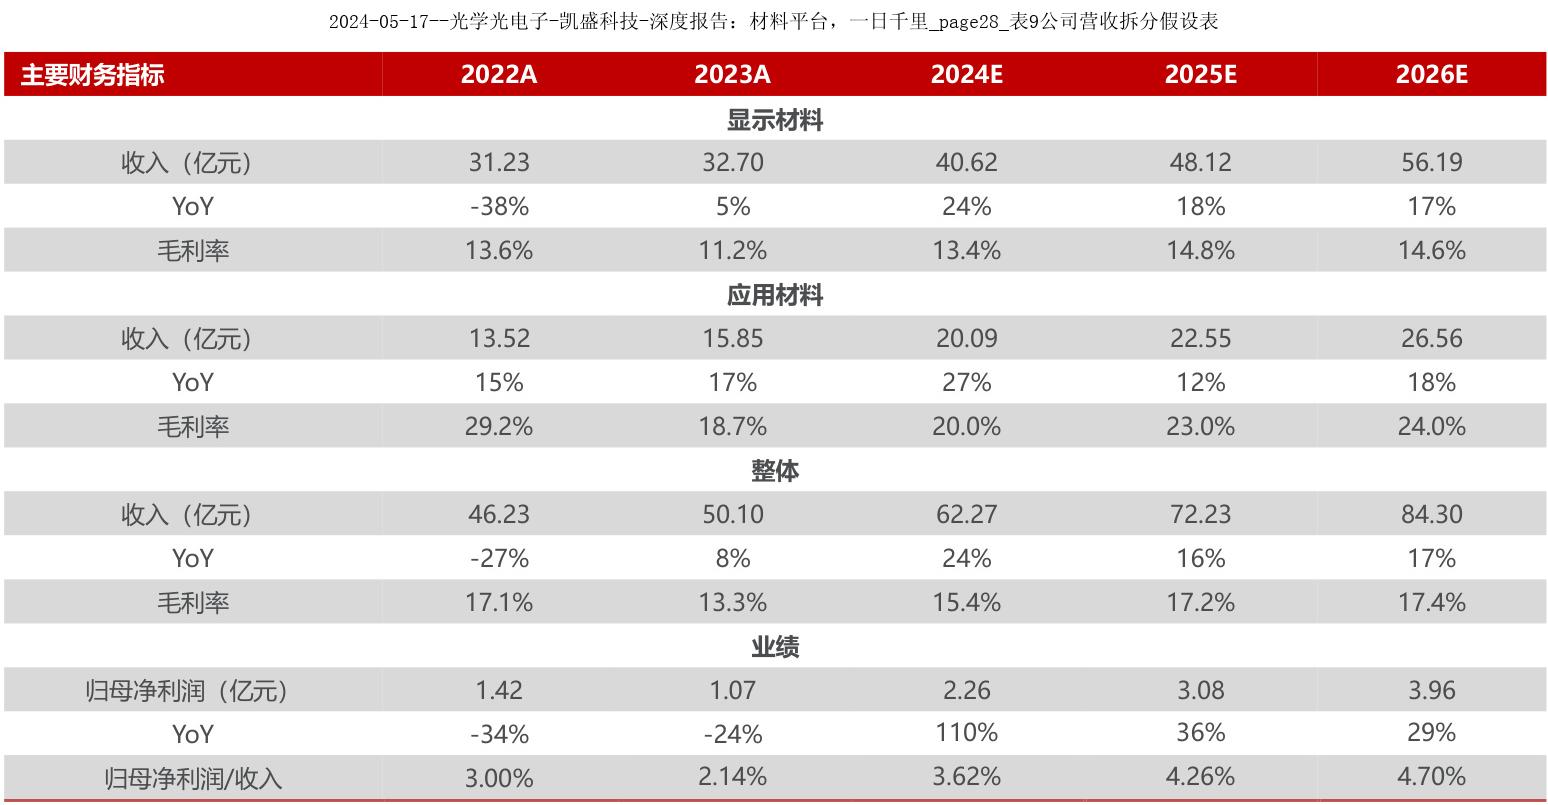 2024-05-17--光学光电子-凯盛科技-深度报告：材料平台，一日千里_page28_表9公司营收拆分假设表
主要财务指标 2022A 2023A 2024E 2025E 2026E
显示材料
收入（亿元） 31.23 32.70 40.62 48.12 56.19
YoY -38% 5% 24% 18% 17%
毛利率 13.6% 11.2% 13.4% 14.8% 14.6%
应用材料
收入（亿元） 13.52 15.85 20.09 22.55 26.56
YoY 15% 17% 27% 12% 18%
毛利率 29.2% 18.7% 20.0% 23.0% 24.0%
整体
收入（亿元） 46.23 50.10 62.27 72.23 84.30
YoY -27% 8% 24% 16% 17%
毛利率 17.1% 13.3% 15.4% 17.2% 17.4%
业绩
归母净利润（亿元） 1.42 1.07 2.26 3.08 3.96
YoY -34% -24% 110% 36% 29%
归母净利润/收入 3.00% 2.14% 3.62% 4.26% 4.70%